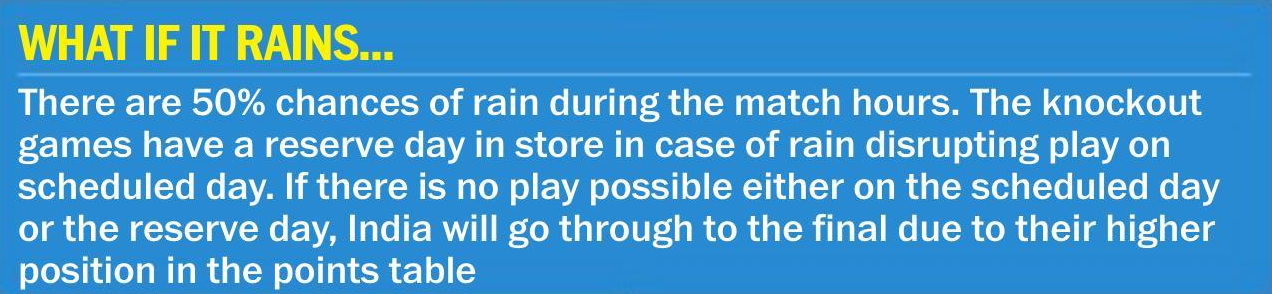 WHAT IF IT RAINS...
There are 50% chances of rain during the match hours. The knockout
games have a reserve day in store in case of rain disrupting play on
scheduled day. If there is no play possible either on the scheduled day
or the reserve day, India will go through to the final due to their higher
position in the points table